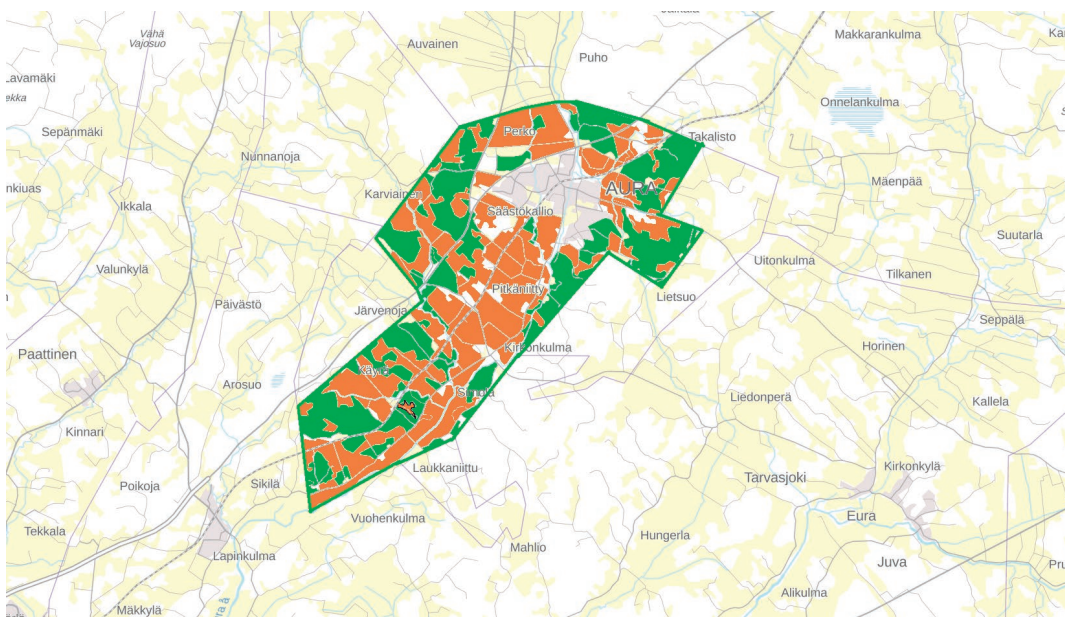 Vähä
Vajosuo
Auvainen
Makkarankulma
Puho
Lavamäki
Onnelankulma
Sepänmäki
Perko
Takalisto
Nunnanoja
Mäenpää
AURA
Karviainen
Ikkala
Säästökallio
Suutarla
Uitonkulma
Valunkylä
Tilkanen
Pitkäniitty
Lietsuo
Päivästö
Järvenoja
Seppälä
Kirkonkulma
Horinen
Paattinen
Käylä
Arosuo
Simola
Liedonperä
Kallela
Kinnari
Laukkaniittu
Kirkonkylä
Tarvasjoki
Poikoja
Sikilä
Vuohenkulma
Eura
Tekkala
Hungerla
Mahlio
Lapinkulma
Juva
Alikulma
Mäkkylä